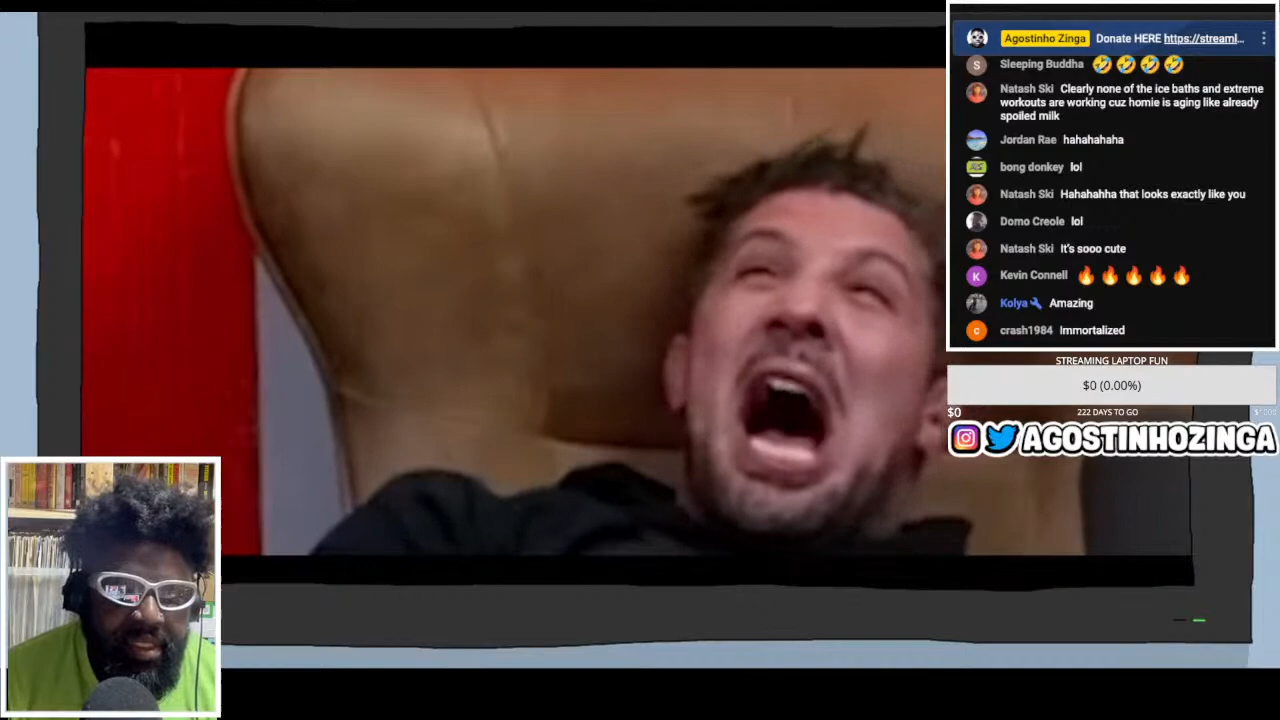 Agostinho Zinga Donate HERE https://streaml...
Sleeping Buddha
Natash Ski Clearly none of the ice baths and extreme
workouts are working cuz homie is aging like already
spoiled milk
Jordan Rae hahahahaha
bong donkey lol
Natash Ski Hahahahha that looks exactly like you
Domo Creole lol
Natash Ski It's sooo cute
Kevin Connell
Kolya Amazing
crash1984 Immortalized
STREAMING LAPTOP FUN
$0 (0.00%)
$0 222 DAYS TO GO $1000
AGOSTINHOZINGA
S
K
c